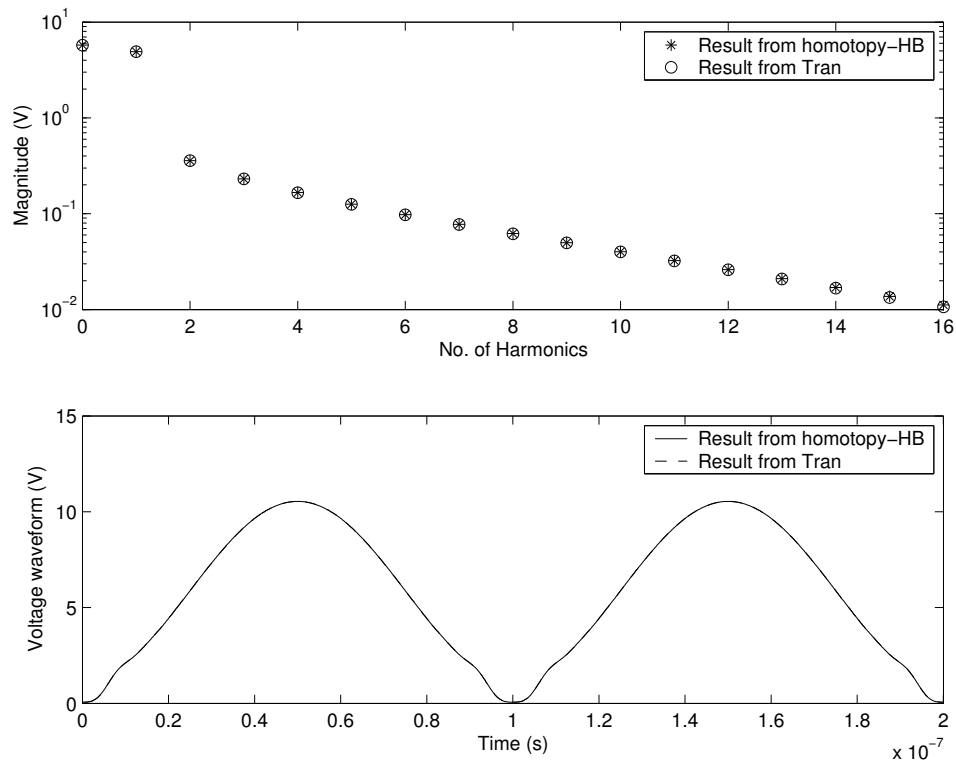 10^1
Result from homotopy-HB
Result from Tran
10^0
Magnitude (V)
10^-1
10^-2
0 2 4 6 8 10 12 14 16
No. of Harmonics
15
Result from homotopy-HB
Result from Tran
10
Voltage waveform (V)
5
0
0 0.2 0.4 0.6 0.8 1 1.2 1.4 1.6 1.8 2
Time (s)
x 10^-7